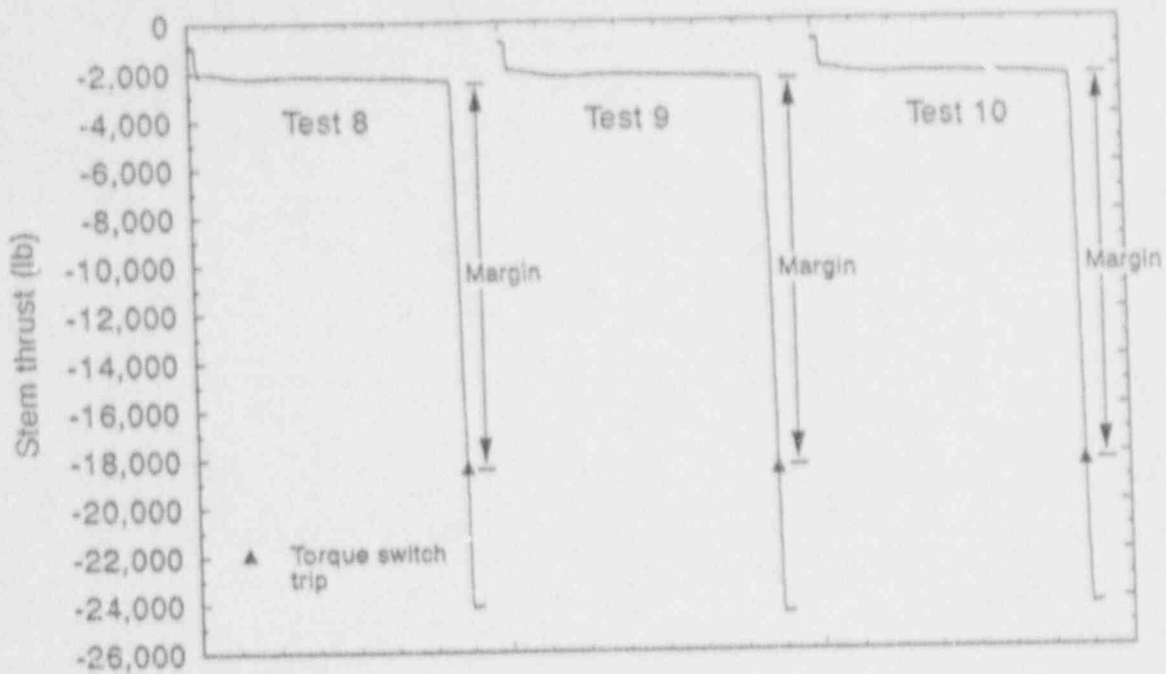 0
-2,000
-4,000
-6,000
-8,000
-10,000
-12,000
-14,000
-16,000
-18,000
-20,000
-22,000
-24,000
-26,000
Stem thrust (lb)
Test 8
Test 9
Test 10
Margin
Margin
Margin
Torque switch
trip